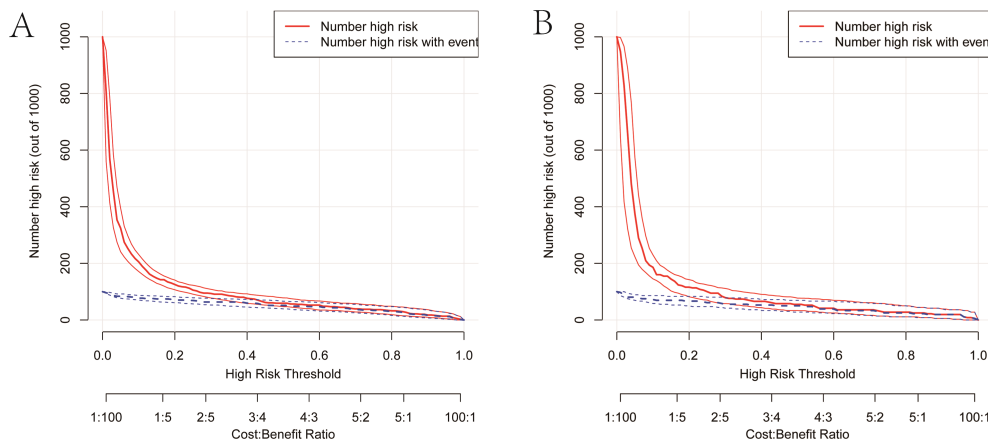 A
Number high risk
Number high risk with event
Number high risk (out of 1000)
1000
800
600
400
200
0
0.0 0.2 0.4 0.6 0.8 1.0
High Risk Threshold
1:100 1:5 2:5 3:4 4:3 5:2 5:1 100:1
Cost:Benefit Ratio
B
Number high risk
Number high risk with even
Number high risk (out of 1000)
1000
800
600
400
200
0
0.0 0.2 0.4 0.6 0.8 1.0
High Risk Threshold
1:100 1:5 2:5 3:4 4:3 5:2 5:1 100:1
Cost:Benefit Ratio